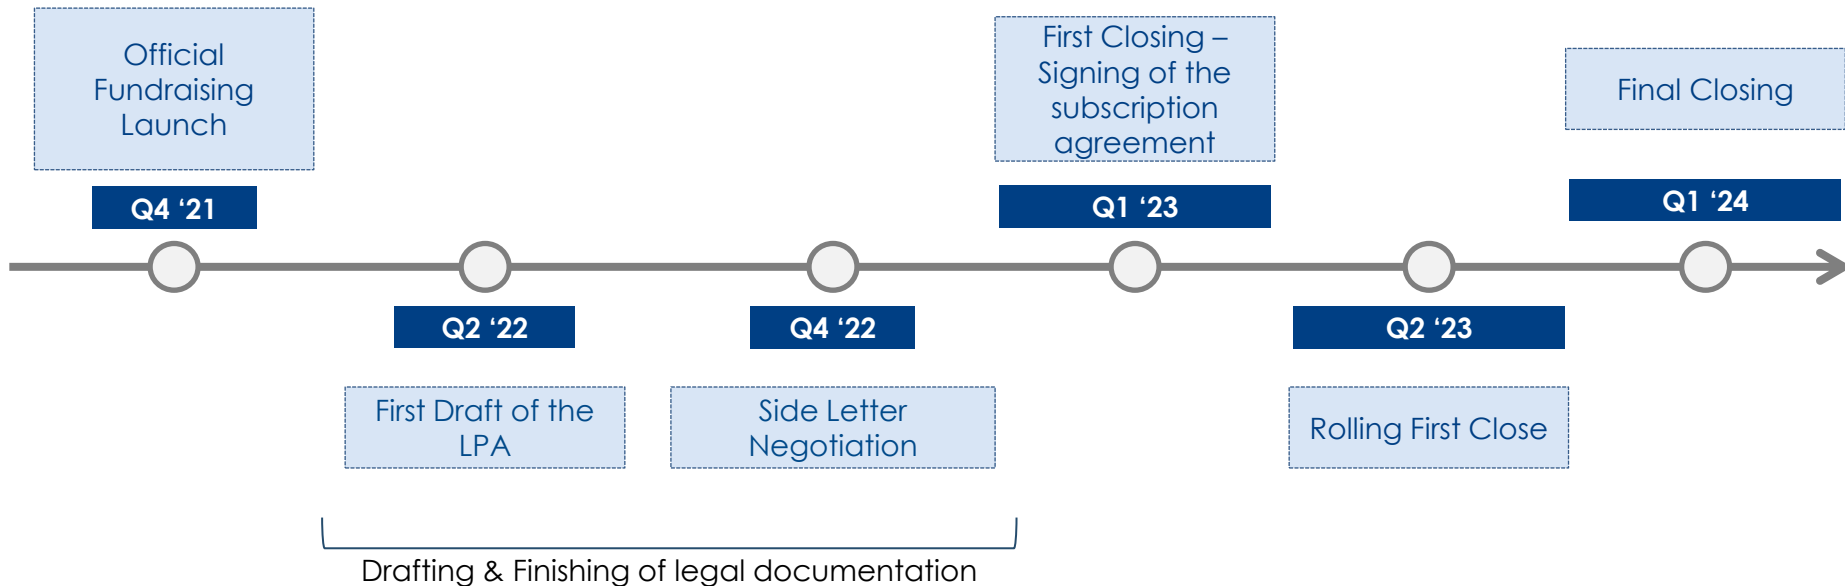 Official
Fundraising
Launch
Q4 ‘21
Q2 ‘22
First Draft of the
LPA
Q4 ‘22
Side Letter
Negotiation
First Closing –
Signing of the
subscription
agreement
Q1 ‘23
Q2 ‘23
Rolling First Close
Final Closing
Q1 ‘24
Drafting & Finishing of legal documentation